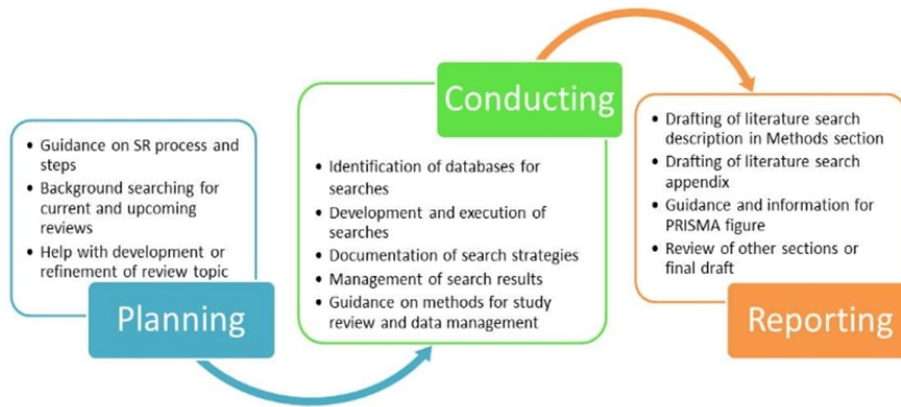 • Guidance on SR process and
steps
• Background searching for
current and upcoming
reviews
• Help with development or
refinement of review topic
Planning
Conducting
• Identification of databases for
searches
• Development and execution of
searches
• Documentation of search strategies
• Management of search results
• Guidance on methods for study
review and data management
• Drafting of literature search
description in Methods section
• Drafting of literature search
appendix
• Guidance and information for
PRISMA figure
• Review of other sections or
final draft
Reporting